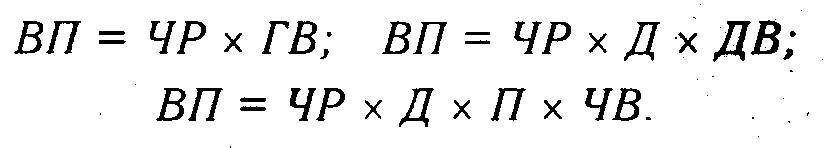 ВП = ЧР × ГВ; ВП = ЧР × Д × ДВ;
ВП = ЧР × Д × П × ЧВ.